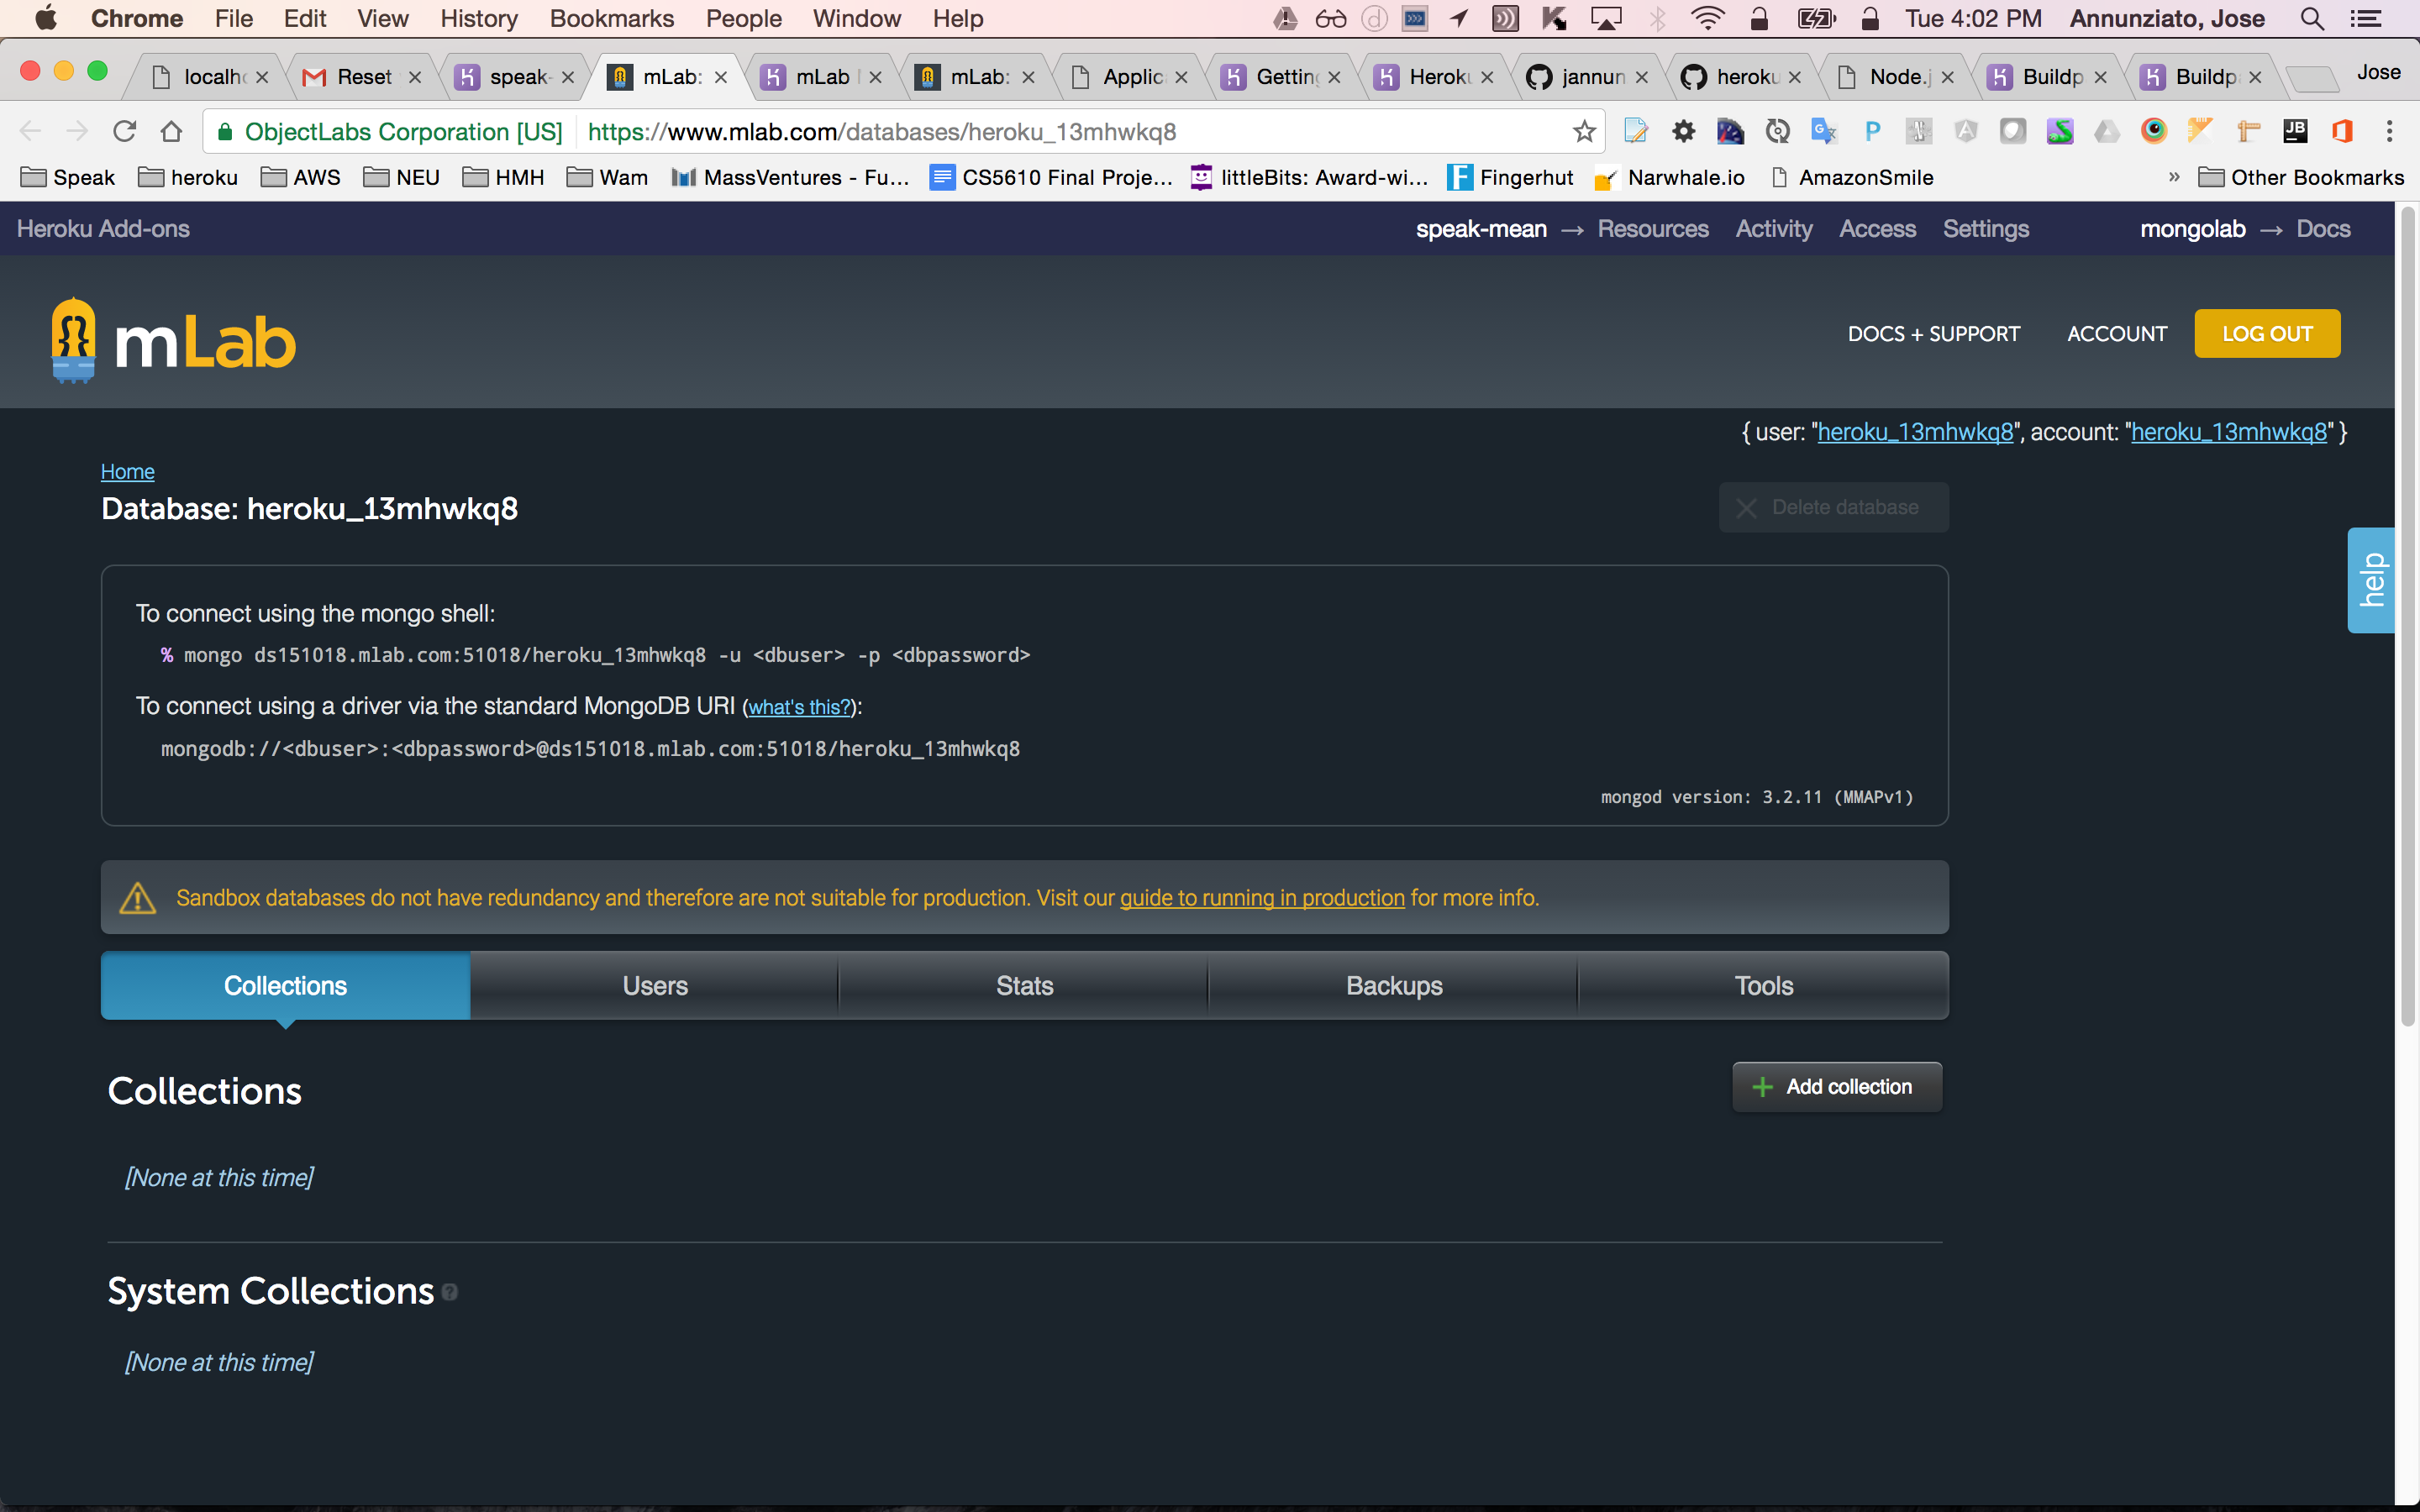 Chrome File Edit View History Bookmarks People Window Help Tue 4:02 PM Annunziato, Jose
localh Reset speak- mLab: mLab mLab: Applic Getting Heroku jannun heroku Node.j Buildp Buildp Jose
ObjectLabs Corporation [US] https://www.mlab.com/databases/heroku_13mhwkq8
Speak heroku AWS NEU HMH Wam MassVentures - Fu... CS5610 Final Proje... littleBits: Award-wi... Fingerhut Narwhale.io AmazonSmile » Other Bookmarks
Heroku Add-ons speak-mean → Resources Activity Access Settings mongolab → Docs
mLab DOCS + SUPPORT ACCOUNT LOG OUT
{ user: "heroku_13mhwkq8", account: "heroku_13mhwkq8" }
Home
Database: heroku_13mhwkq8 Delete database
help
To connect using the mongo shell:
% mongo ds151018.mlab.com:51018/heroku_13mhwkq8 -u <dbuser> -p <dbpassword>
To connect using a driver via the standard MongoDB URI (what's this?):
mongodb://<dbuser>:<dbpassword>@ds151018.mlab.com:51018/heroku_13mhwkq8
mongod version: 3.2.11 (MMAPv1)
Sandbox databases do not have redundancy and therefore are not suitable for production. Visit our guide to running in production for more info.
Collections Users Stats Backups Tools
Collections + Add collection
[None at this time]
System Collections ?
[None at this time]